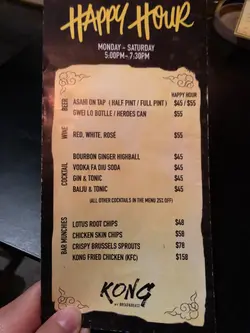 HAPPY HOUR
MONDAY - SATURDAY
5:00PM - 7:30PM
HAPPY HOUR
BEER
ASAHI ON TAP (HALF PINT / FULL PINT) $45 / $55
GWEI LO BOTLLE / HEROES CAN $55
WINE
RED, WHITE, ROSÉ $55
COCKTAIL
BOURBON GINGER HIGHBALL $45
VODKA FA DIU SODA $45
GIN & TONIC $45
BAIJU & TONIC $45
(ALL OTHER COCKTAILS IN THE MENU 25% OFF)
BAR MUNCHIES
LOTUS ROOT CHIPS $48
CHICKEN SKIN CHIPS $58
CRISPY BRUSSELS SPROUTS $78
KONG FRIED CHICKEN (KFC) $158
KONG